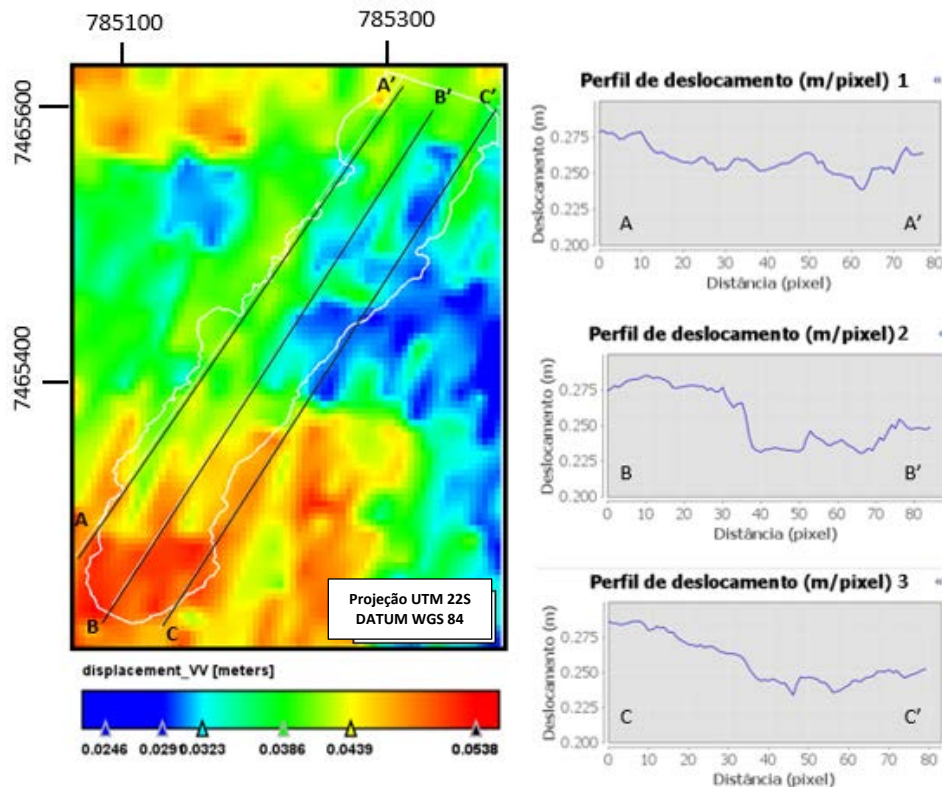 785100
785300
7465600
7465400
A’
B’
C’
A
B
C
Projeção UTM 22S
DATUM WGS 84
displacement_VV [meters]
0.0246
0.0291
0.0323
0.0386
0.0439
0.0538
Perfil de deslocamento (m/pixel) 1
Deslocamento (m)
0.275
0.250
0.225
0.200
A
A’
0 10 20 30 40 50 60 70 80
Distância (pixel)
Perfil de deslocamento (m/pixel) 2
Deslocamento (m)
0.275
0.250
0.225
0.200
B
B’
0 10 20 30 40 50 60 70 80
Distância (pixel)
Perfil de deslocamento (m/pixel) 3
Deslocamento (m)
0.275
0.250
0.225
0.200
C
C’
0 10 20 30 40 50 60 70 80
Distância (pixel)